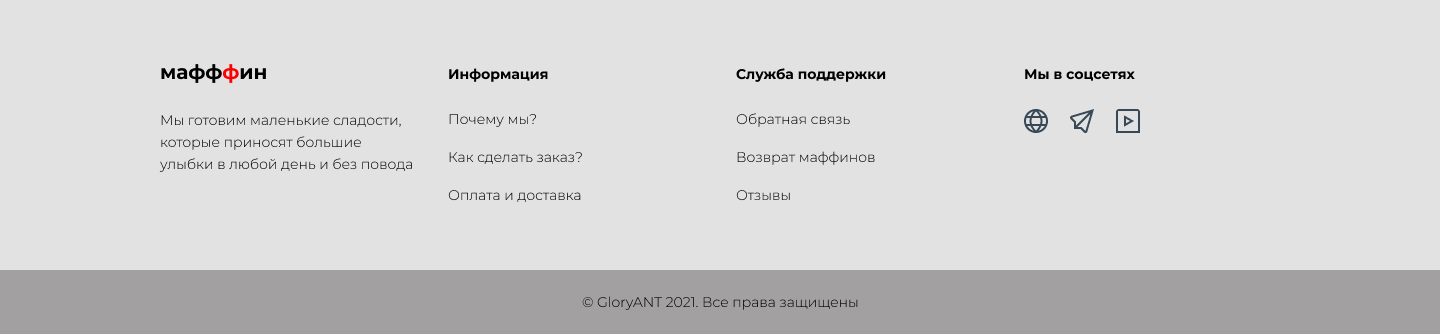 мафффин
Мы готовим маленькие сладости,
которые приносят большие
улыбки в любой день и без повода
Информация
Почему мы?
Как сделать заказ?
Оплата и доставка
Служба поддержки
Обратная связь
Возврат маффинов
Отзывы
Мы в соцсетях
© GloryANT 2021. Все права защищены